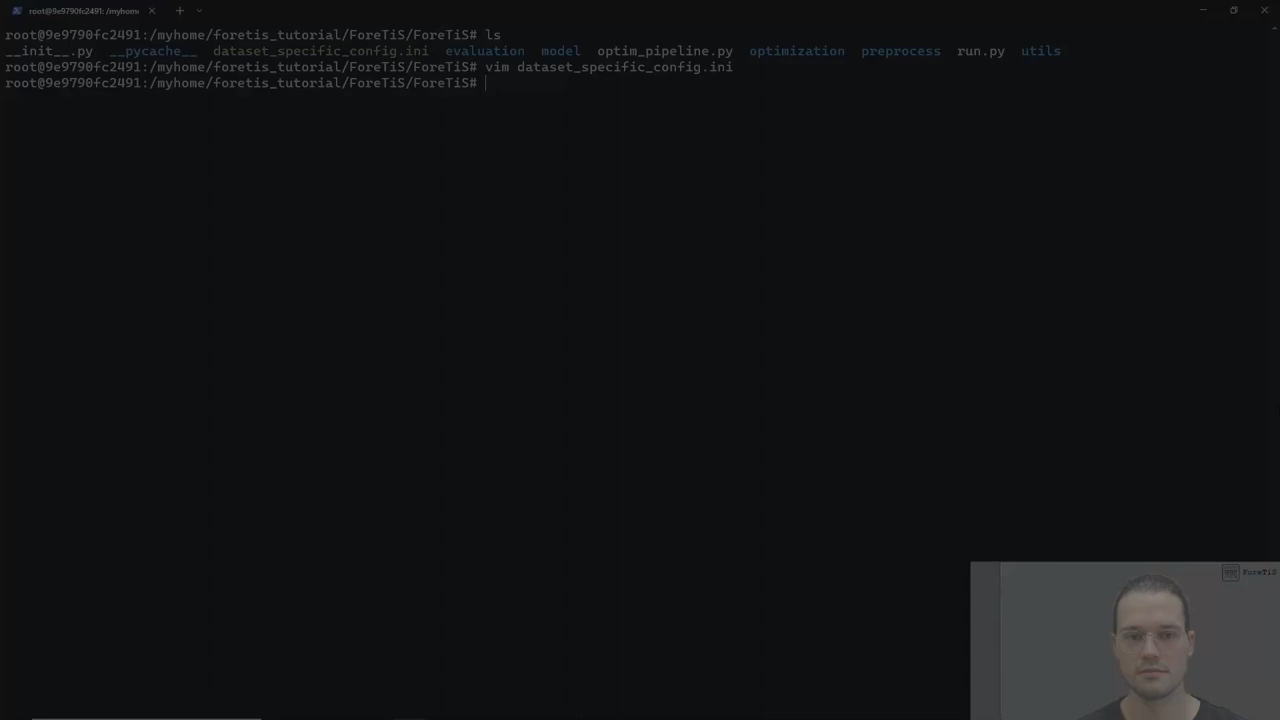 root@9e9790fc2491: /myhom
root@9e9790fc2491:/myhome/foretis_tutorial/ForeTiS/ForeTiS# ls
__init__.py __pycache__ dataset_specific_config.ini evaluation model optim_pipeline.py optimization preprocess run.py utils
root@9e9790fc2491:/myhome/foretis_tutorial/ForeTiS/ForeTiS# vim dataset_specific_config.ini
root@9e9790fc2491:/myhome/foretis_tutorial/ForeTiS/ForeTiS#
ForeTiS